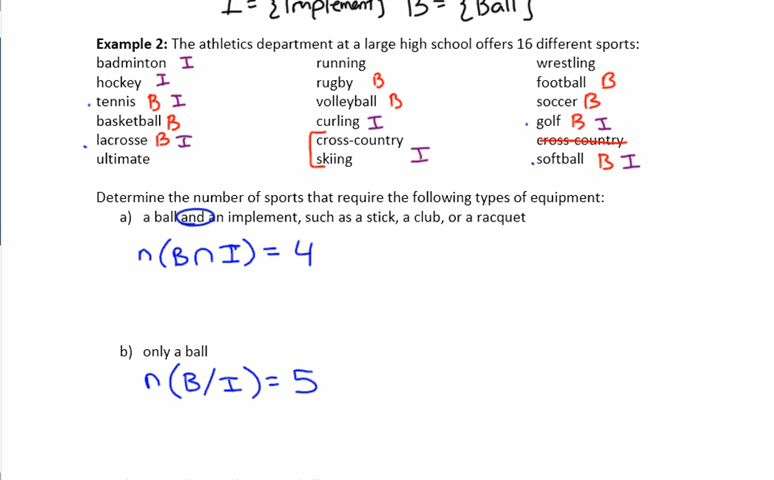 I = {Implement} B = {Ball}
Example 2: The athletics department at a large high school offers 16 different sports:
badminton I running wrestling
hockey I rugby B football B
tennis B I volleyball B soccer B
basketball B curling I golf B I
lacrosse B I cross-country cross-country
ultimate skiing I softball B I
Determine the number of sports that require the following types of equipment:
a) a ball and an implement, such as a stick, a club, or a racquet
n(B∩I) = 4
b) only a ball
n(B/I) = 5